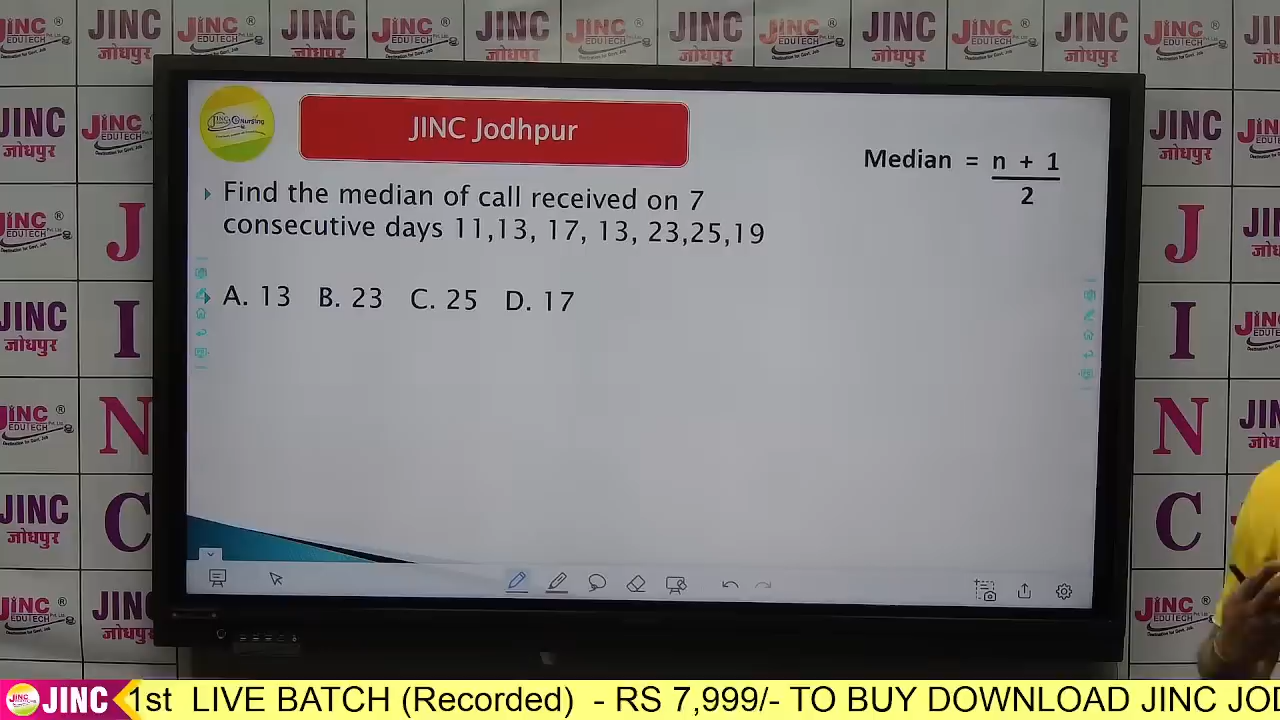 JINC Jodhpur
Median = n + 1
2
Find the median of call received on 7
consecutive days 11,13, 17, 13, 23,25,19
A. 13 B. 23 C. 25 D. 17
J
I
N
C
J
I
N
C
JINC
जोधपुर
JINC
EDUTECH
JINC 1st LIVE BATCH (Recorded) - RS 7,999/- TO BUY DOWNLOAD JINC JOD